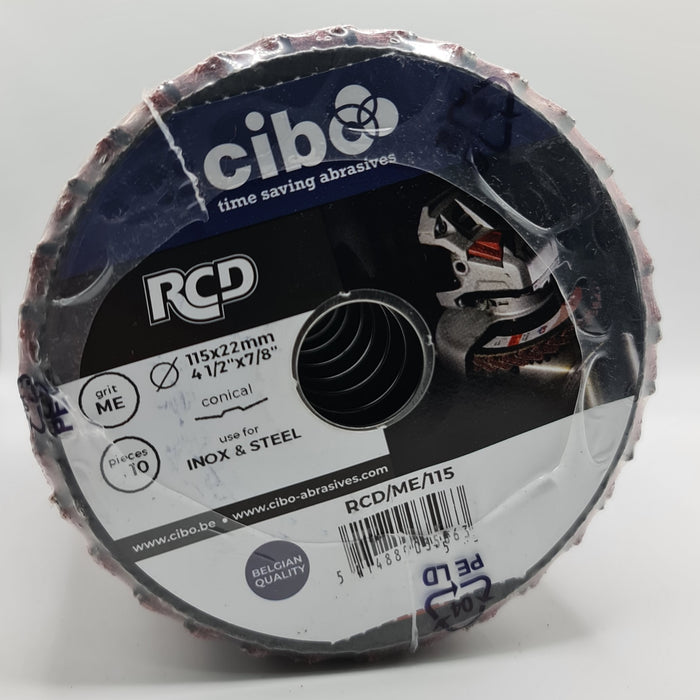 cibo
time saving abrasives
RCD
115x22mm
4 1/2"x7/8"
grit
ME
conical
use for
INOX & STEEL
pieces
10
www.cibo.be • www.cibo-abrasives.com
RCD/ME/115
BELGIAN
QUALITY
PE LD
04